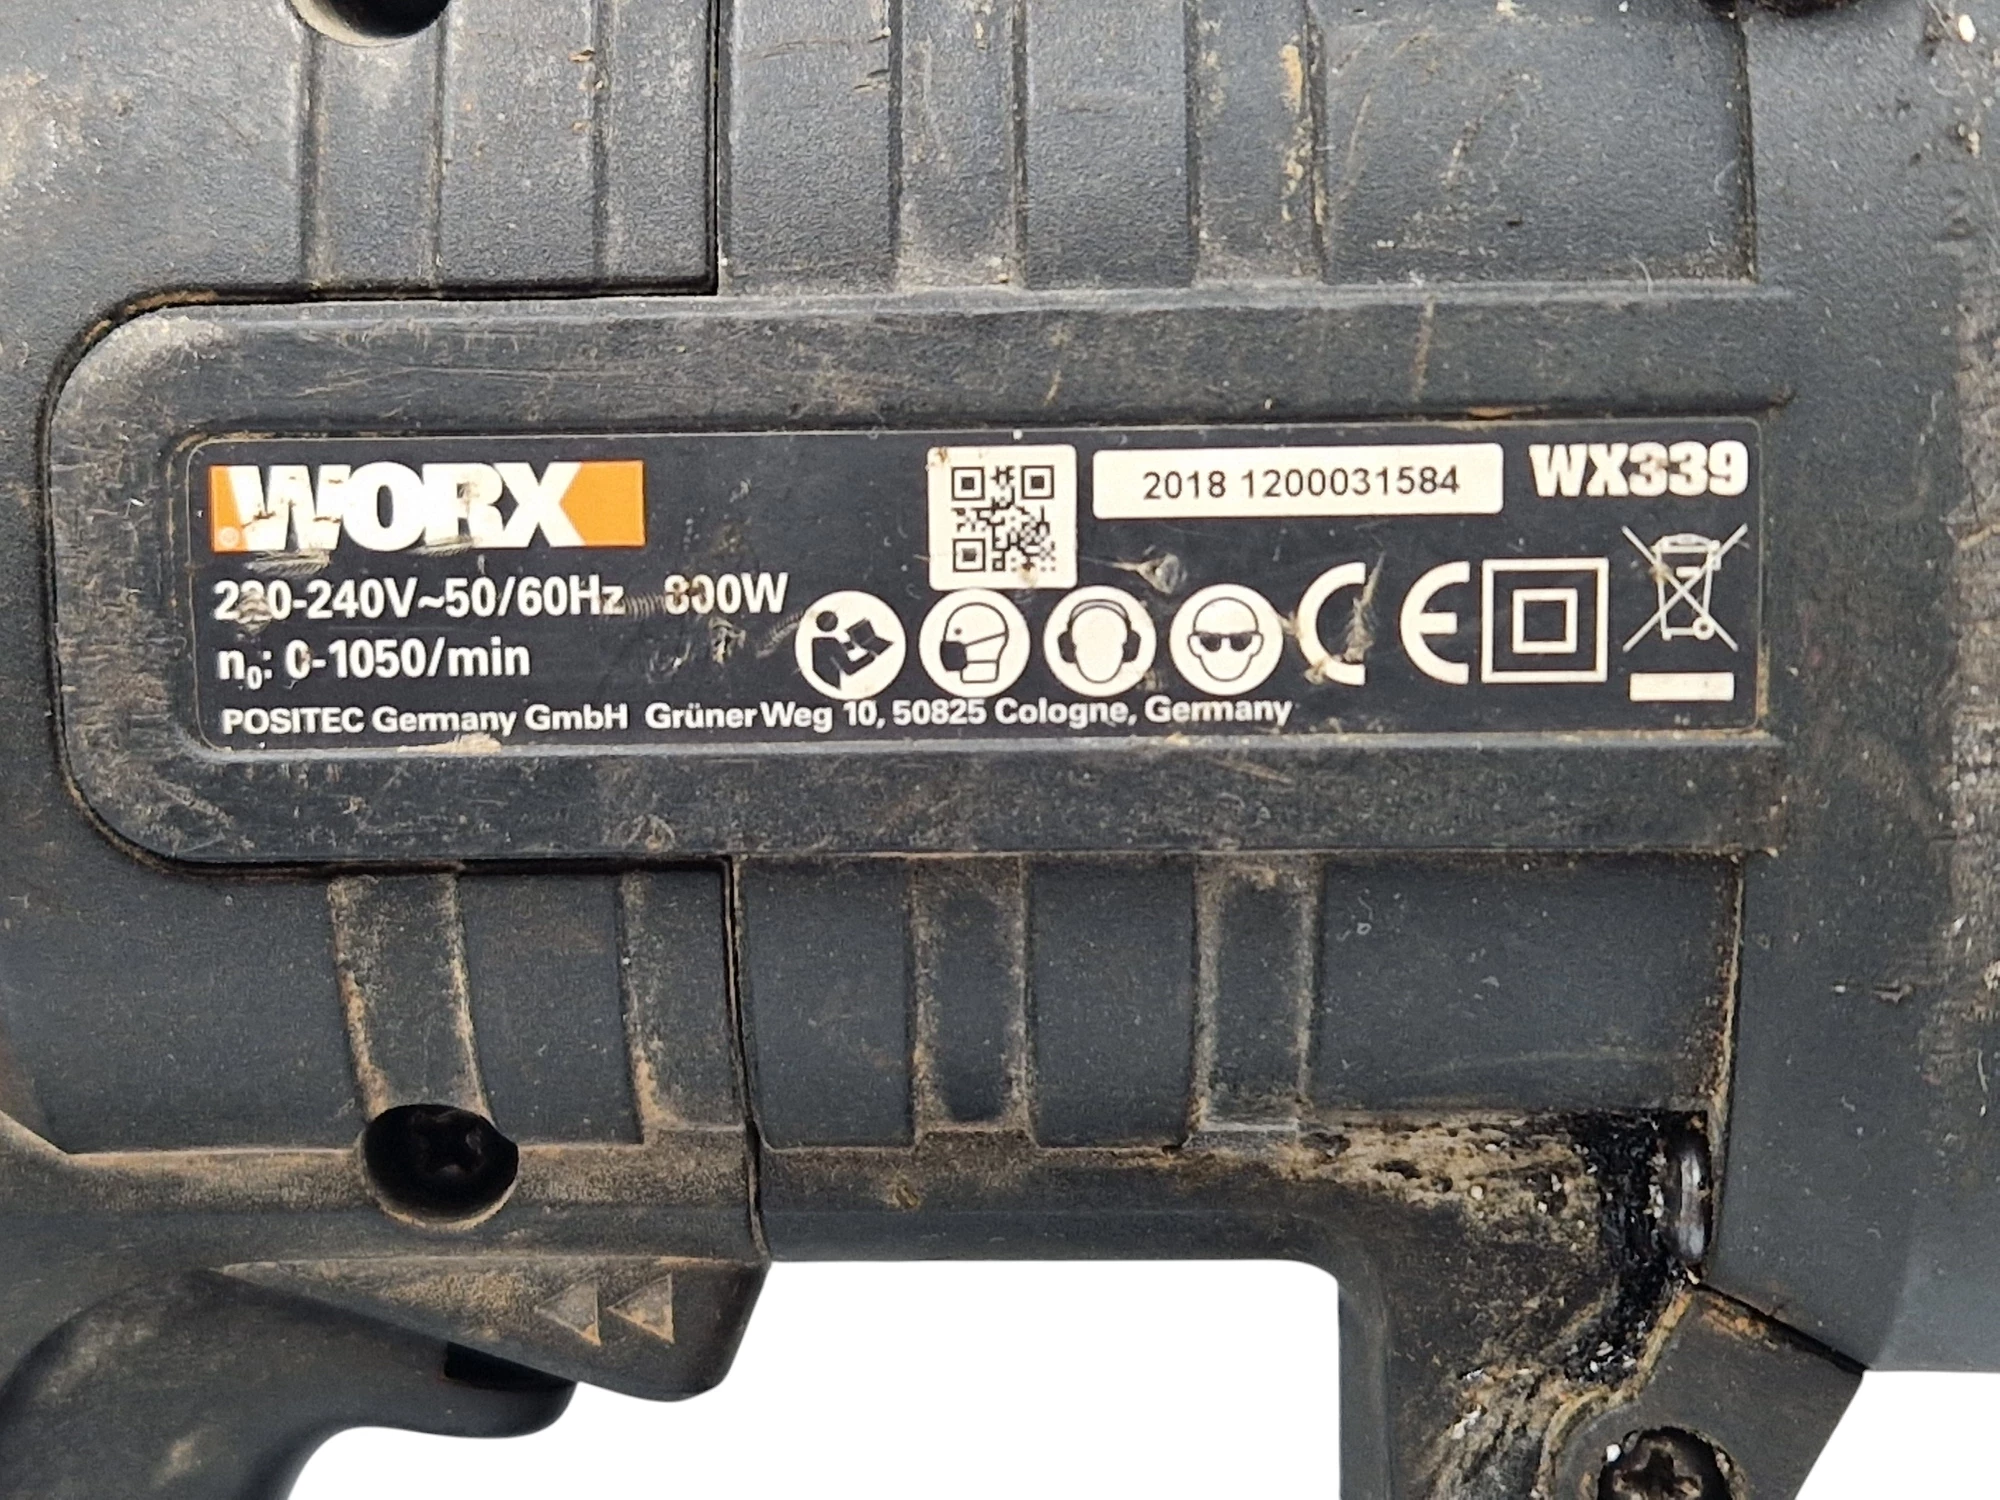 WORX
®
2018 1200031584
WX339
220-240V~50/60Hz 800W
n₀: 0-1050/min
POSITEC Germany GmbH Grüner Weg 10, 50825 Cologne, Germany
CE